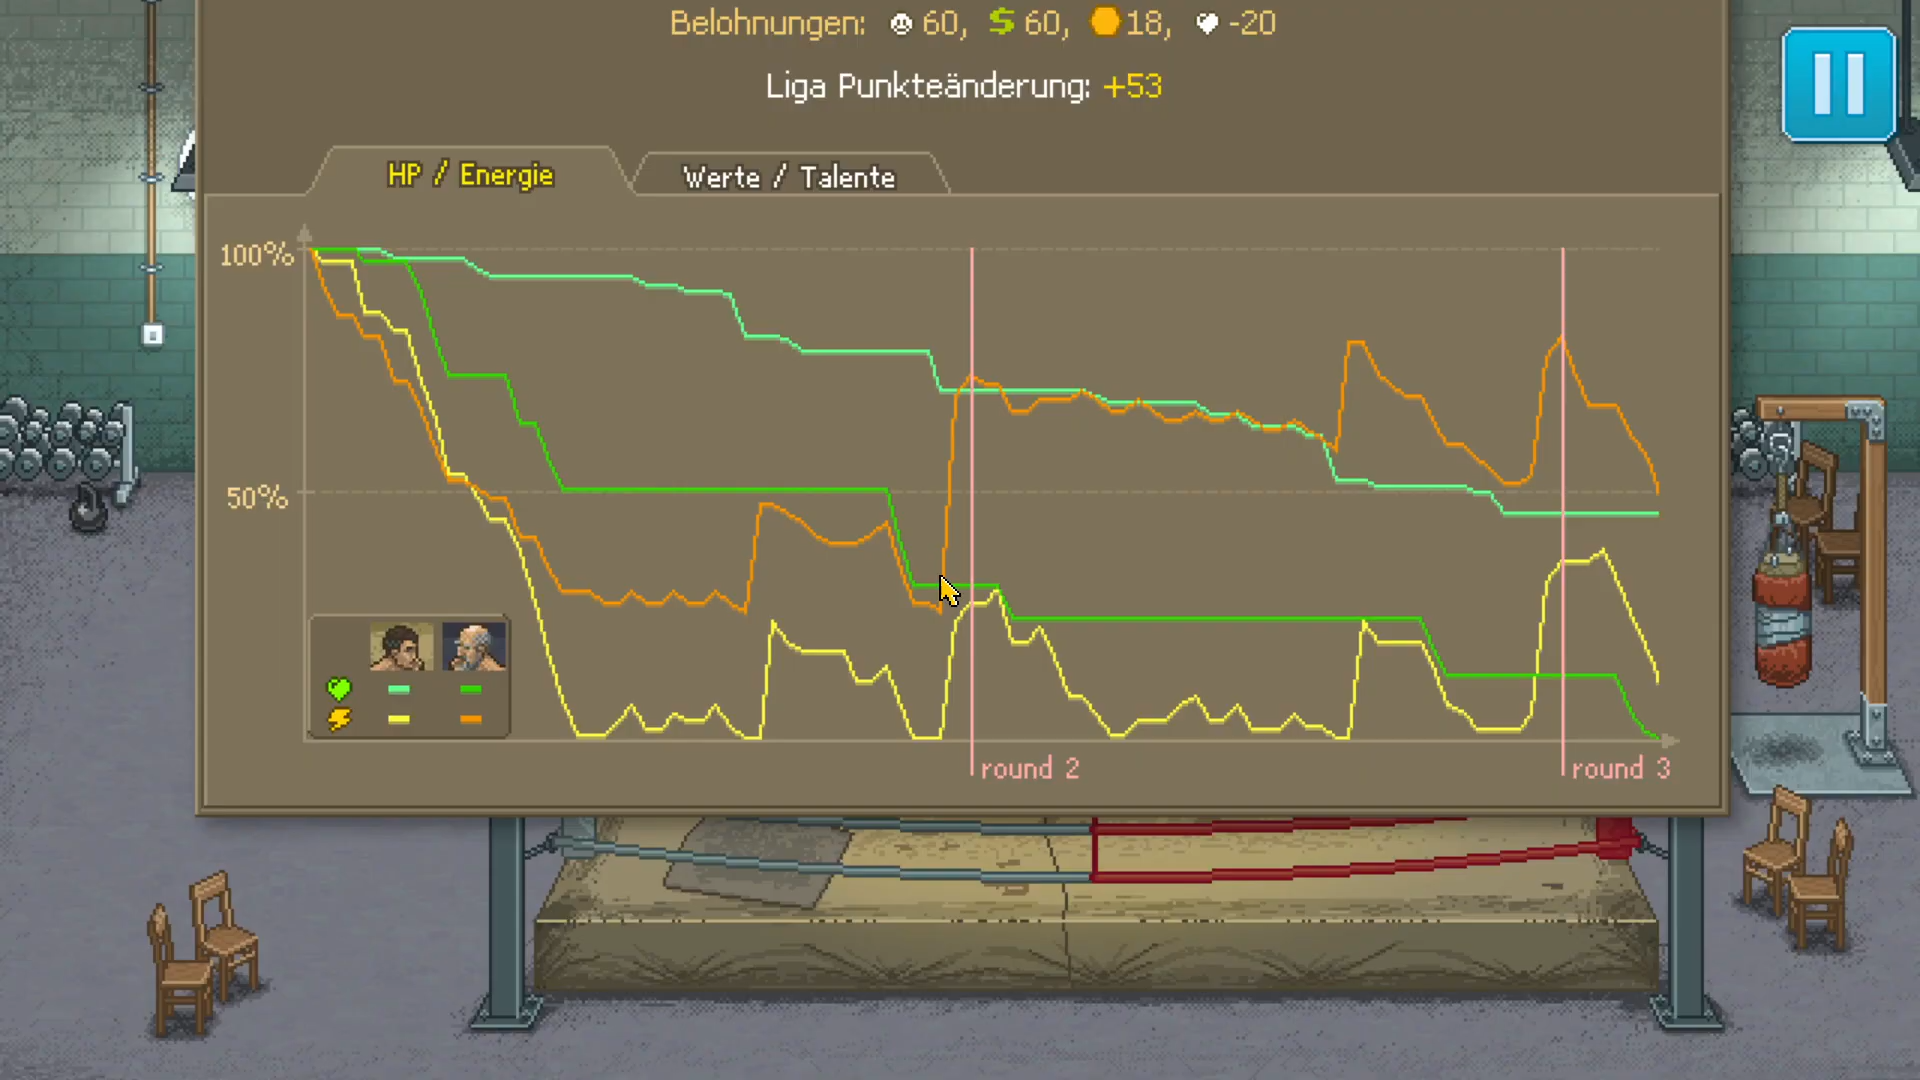 Belohnungen: 60, $ 60, 18, -20
Liga Punkteänderung: +53
HP / Energie
Werte / Talente
100%
50%
round 2
round 3